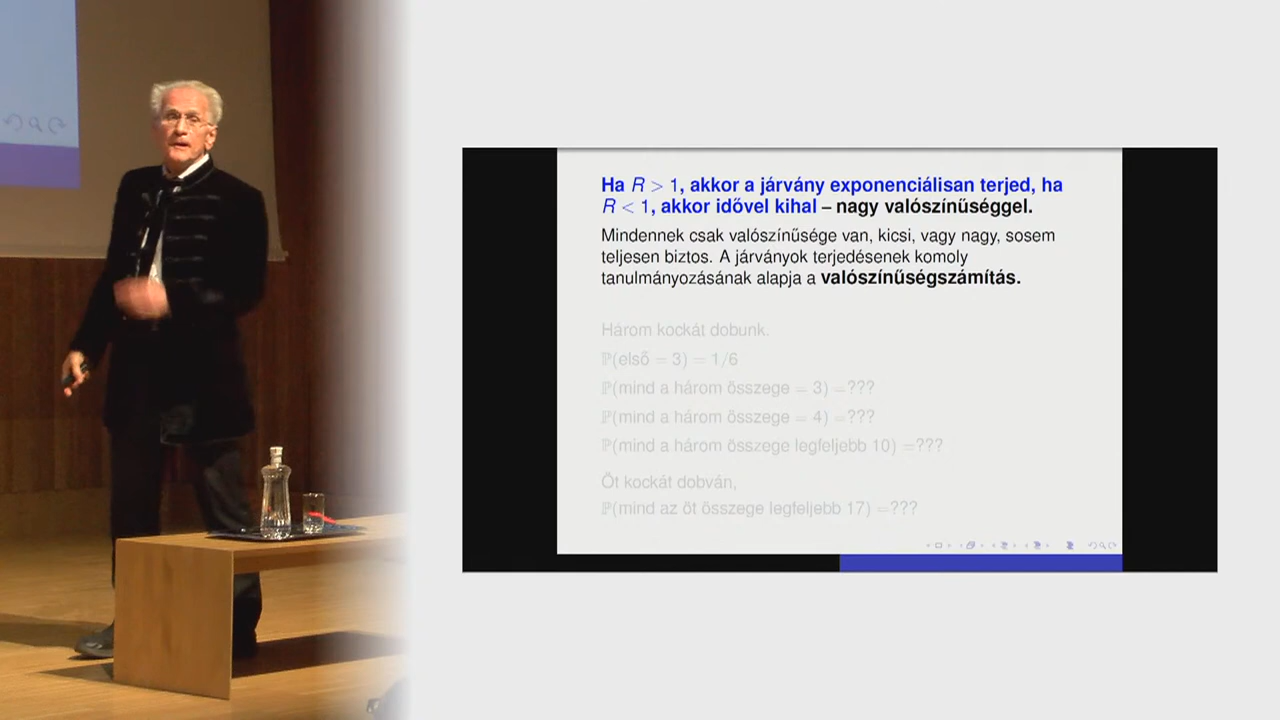 Ha R > 1, akkor a járvány exponenciálisan terjed, ha
R < 1, akkor idővel kihal – nagy valószínűséggel.
Mindennek csak valószínűsége van, kicsi, vagy nagy, sosem
teljesen biztos. A járványok terjedésenek komoly
tanulmányozásának alapja a valószínűségszámítás.
Három kockát dobunk.
ℙ(első = 3) = 1/6
ℙ(mind a három összege = 3) =???
ℙ(mind a három összege = 4) =???
ℙ(mind a három összege legfeljebb 10) =???
Öt kockát dobván,
ℙ(mind az öt összege legfeljebb 17) =???